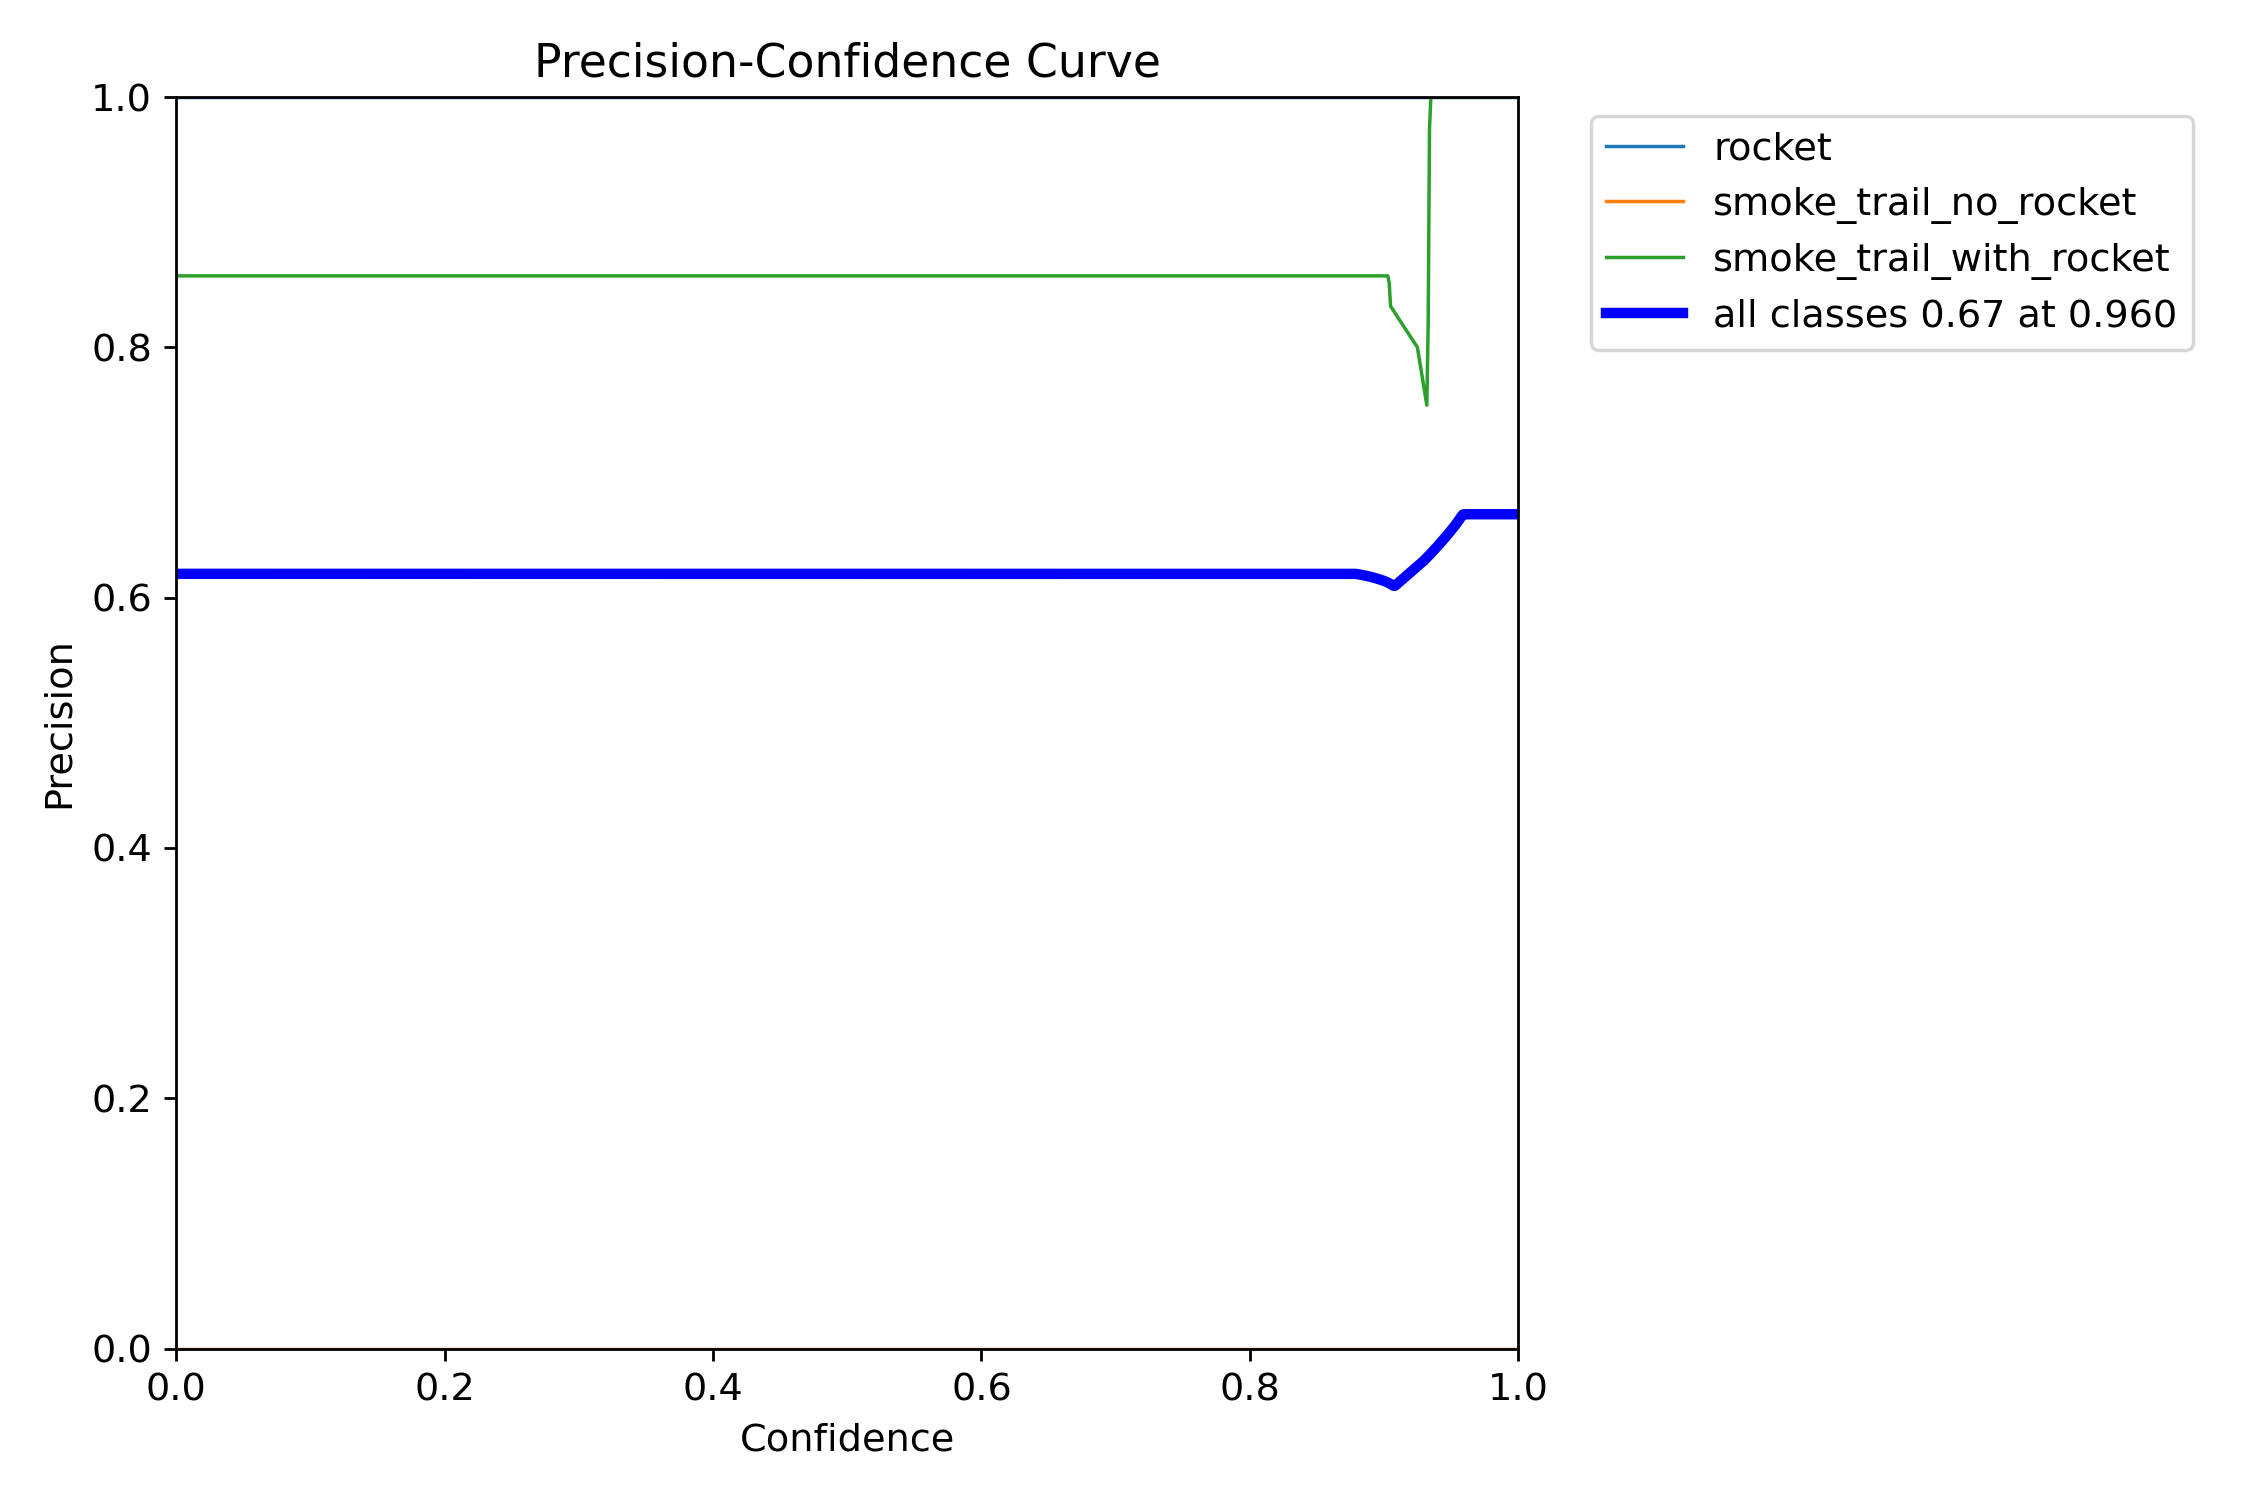 Precision-Confidence Curve
1.0
0.8
0.6
0.4
0.2
0.0
Precision
0.0 0.2 0.4 0.6 0.8 1.0
Confidence
rocket
smoke_trail_no_rocket
smoke_trail_with_rocket
all classes 0.67 at 0.960